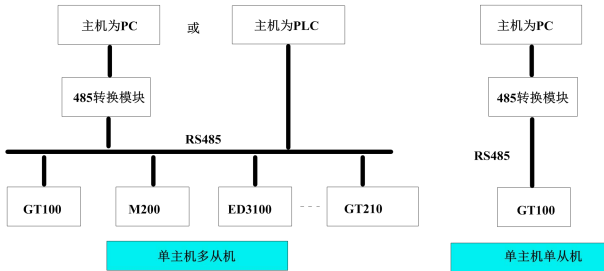 主机为PC
或
主机为PLC
485转换模块
RS485
GT100
M200
ED3100
GT210
单主机多从机
主机为PC
485转换模块
RS485
GT100
单主机单从机